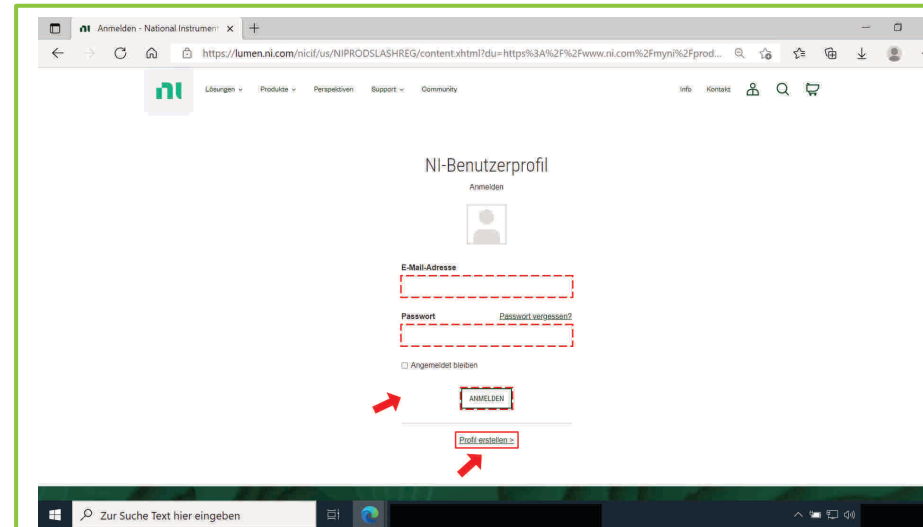 Anmelden - National Instrument
https://lumen.ni.com/nicif/us/NIPRODSLASHREG/content.xhtml?du=https%3A%2F%2Fwww.ni.com%2Fmyni%2Fprod...
ni Lösungen Produkte Perspektiven Support Community Info Kontakt
NI-Benutzerprofil
Anmelden
E-Mail-Adresse
Passwort Passwort vergessen?
Angemeldet bleiben
ANMELDEN
Profil erstellen >
Zur Suche Text hier eingeben